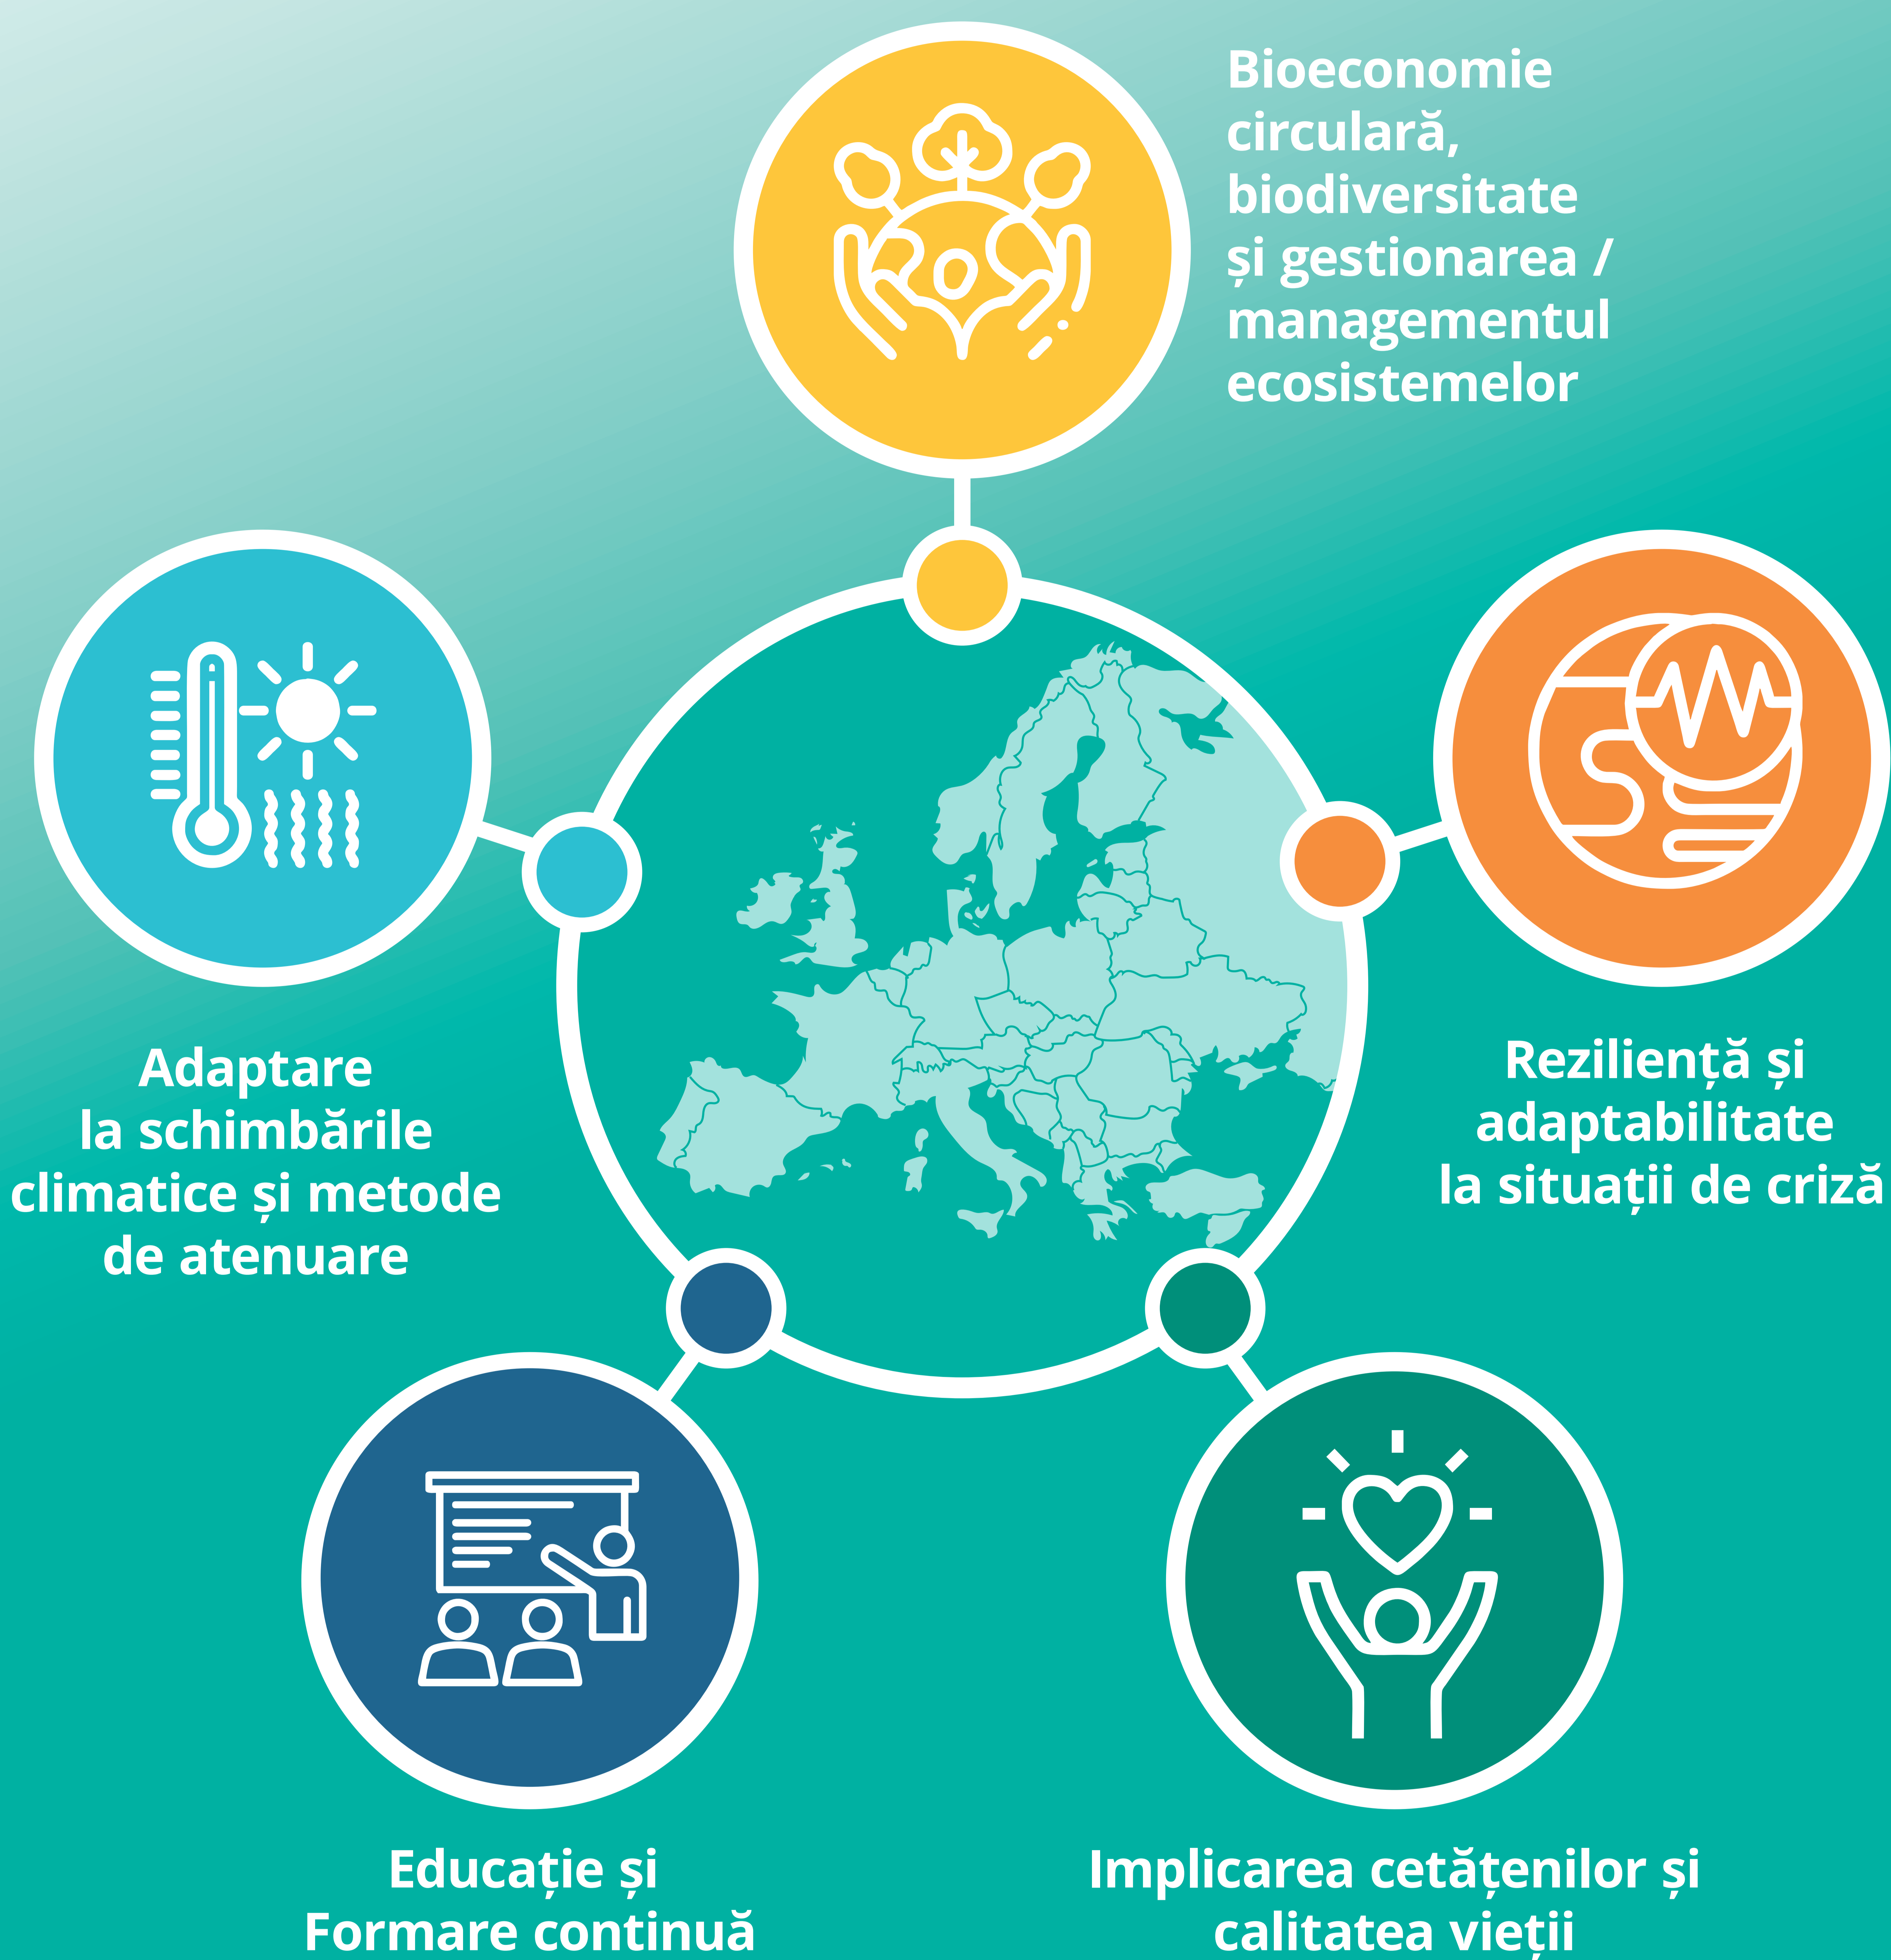 Bioeconomie
circulară,
biodiversitate
și gestionarea /
managementul
ecosistemelor
Adaptare
la schimbările
climatice și metode
de atenuare
Reziliență și
adaptabilitate
la situații de criză
Educație și
Formare continuă
Implicarea cetățenilor și
calitatea vieții